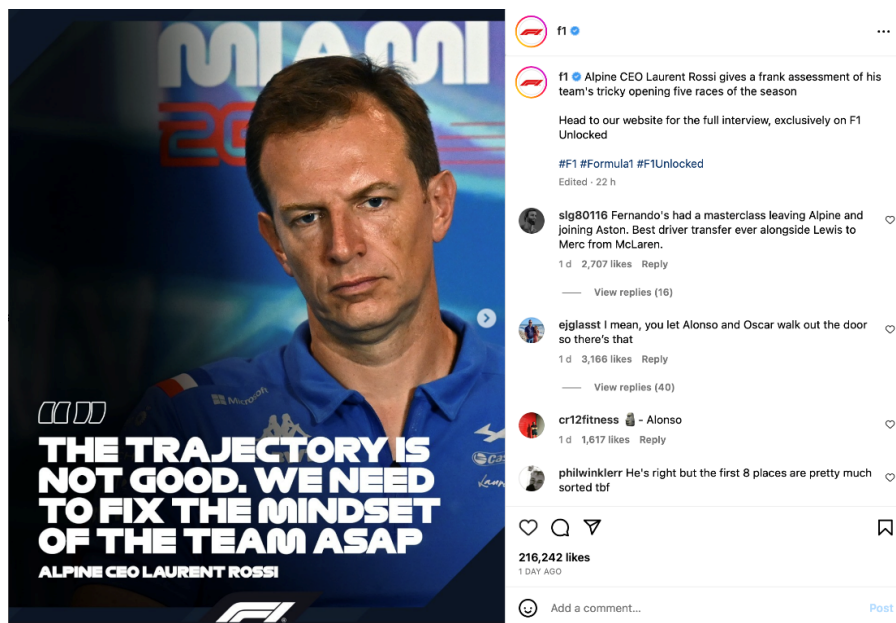 MIAMI
20
Microsoft
Kappa
THE TRAJECTORY IS
NOT GOOD. WE NEED
TO FIX THE MINDSET
OF THE TEAM ASAP
ALPINE CEO LAURENT ROSSI
f1
f1 Alpine CEO Laurent Rossi gives a frank assessment of his
team's tricky opening five races of the season
Head to our website for the full interview, exclusively on F1
Unlocked
#F1 #Formula1 #F1Unlocked
Edited · 22 h
slg80116 Fernando's had a masterclass leaving Alpine and
joining Aston. Best driver transfer ever alongside Lewis to
Merc from McLaren.
1 d 2,707 likes Reply
View replies (16)
ejglasst I mean, you let Alonso and Oscar walk out the door
so there's that
1 d 3,166 likes Reply
View replies (40)
cr12fitness 🗿 - Alonso
1 d 1,617 likes Reply
philwinklerr He's right but the first 8 places are pretty much
sorted tbf
216,242 likes
1 DAY AGO
Add a comment...
Post